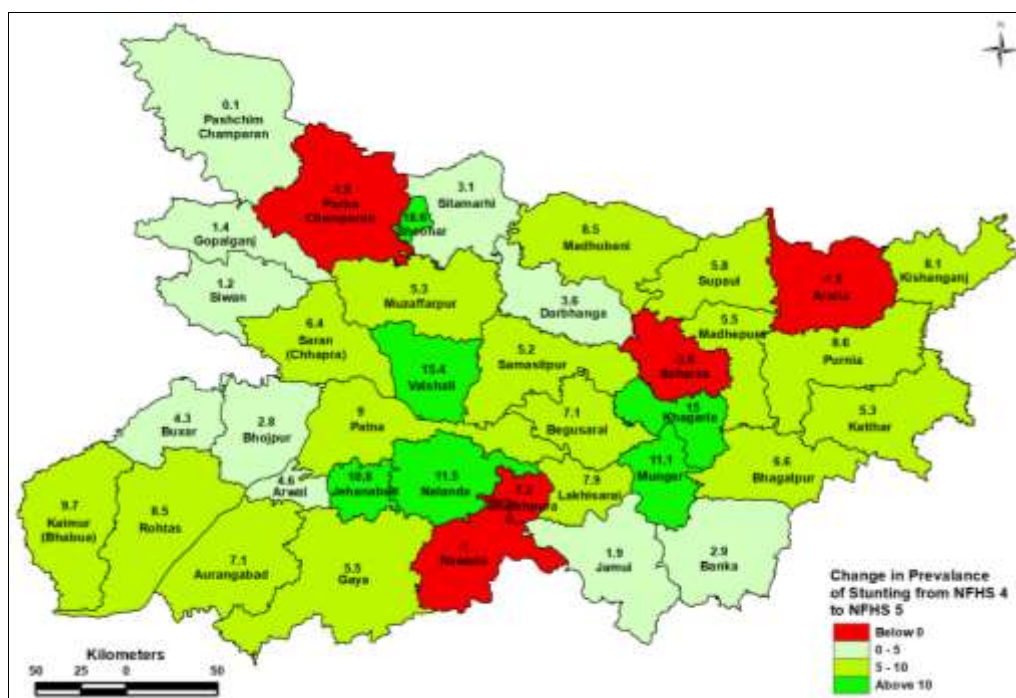 N
0.1
Pashchim
Champaran
Champaran
3.1
Sitamarhi
1.4
Gopalganj
8.5
Madhubani
5.8
Supaul
8.1
Kishanganj
1.2
Siwan
5.3
Muzaffarpur
3.6
Darbhanga
5.5
Madhepura
8.6
Purnia
6.4
Saran
(Chhapra)
15.4
Vaishali
5.2
Samastipur
15
Khagaria
5.3
Katihar
4.3
Buxar
2.8
Bhojpur
9
Patna
7.1
Begusarai
11.1
Munger
6.6
Bhagalpur
4.6
Arwal
Jehanabad
11.5
Nalanda
7.9
Lakhisarai
9.7
Kaimur
(Bhabua)
8.5
Rohtas
7.1
Aurangabad
5.5
Gaya
1.9
Jamui
2.9
Banka
Change in Prevalance
of Stunting from NFHS 4
to NFHS 5
Below 0
0 - 5
5 - 10
Above 10
Kilometers
50 25 0 50